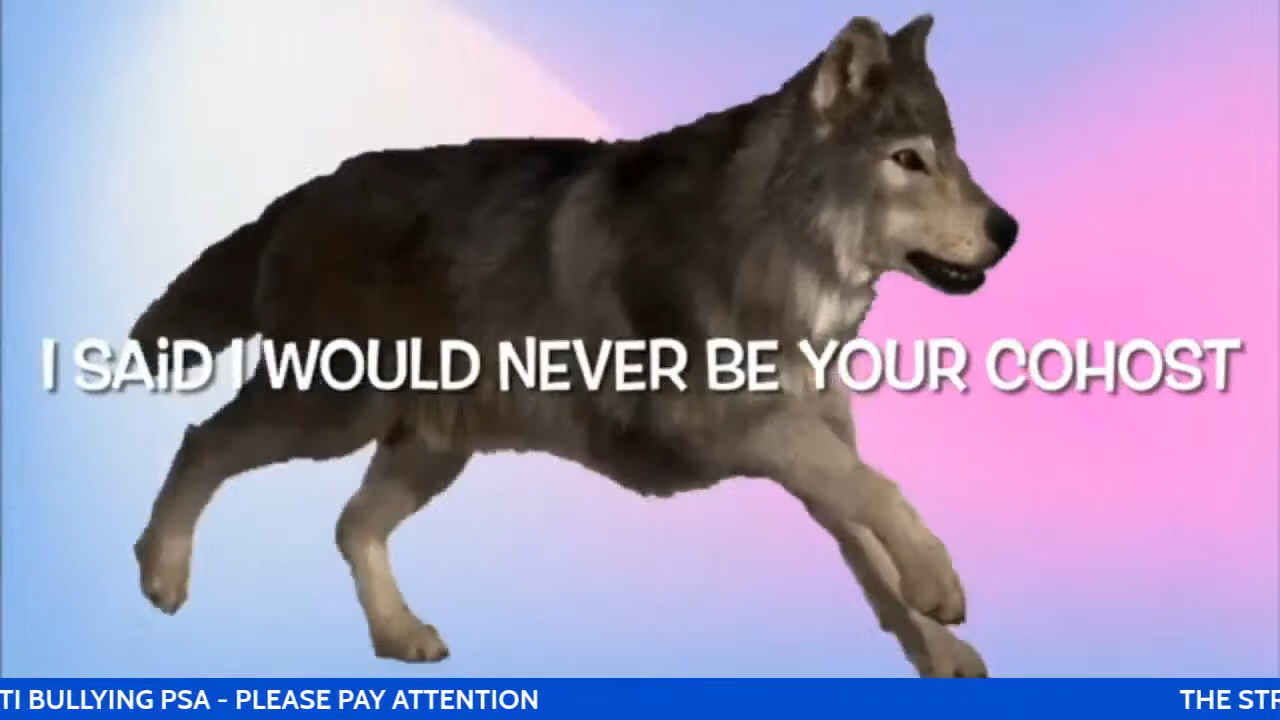 I SAiD I WOULD NEVER BE YOUR COHOST
TI BULLYING PSA - PLEASE PAY ATTENTION
THE STR